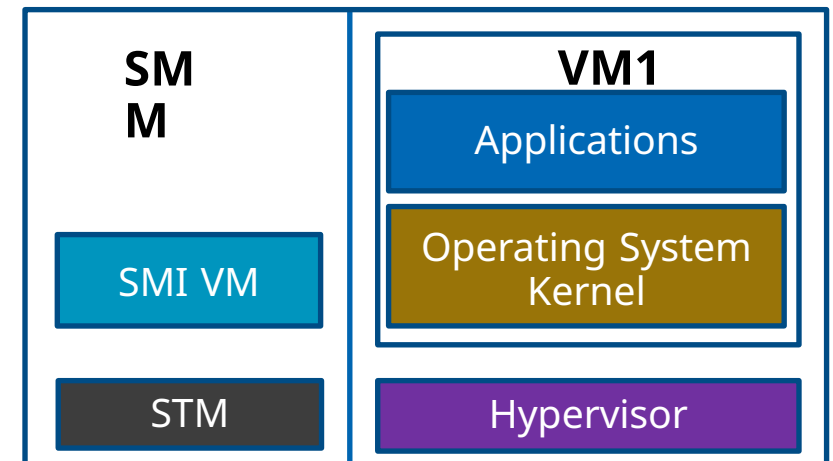 SM
M
SMI VM
STM
VM1
Applications
Operating System
Kernel
Hypervisor